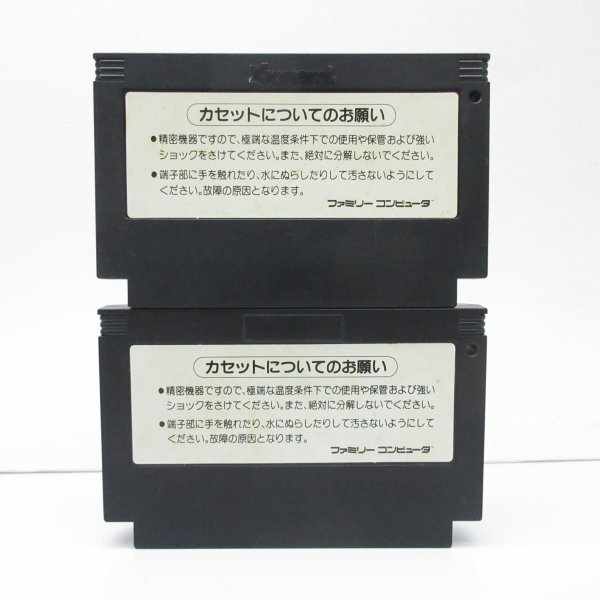 Konami
カセットについてのお願い
●精密機器ですので、極端な温度条件下での使用や保管および強い
ショックをさけてください。また、絶対に分解しないでください。
●端子部に手を触れたり、水にぬらしたりして汚さないようにして
ください。故障の原因となります。
ファミリー コンピュータ™
カセットについてのお願い
●精密機器ですので、極端な温度条件下での使用や保管および強い
ショックをさけてください。また、絶対に分解しないでください。
●端子部に手を触れたり、水にぬらしたりして汚さないようにして
ください。故障の原因となります。
ファミリー コンピュータ™